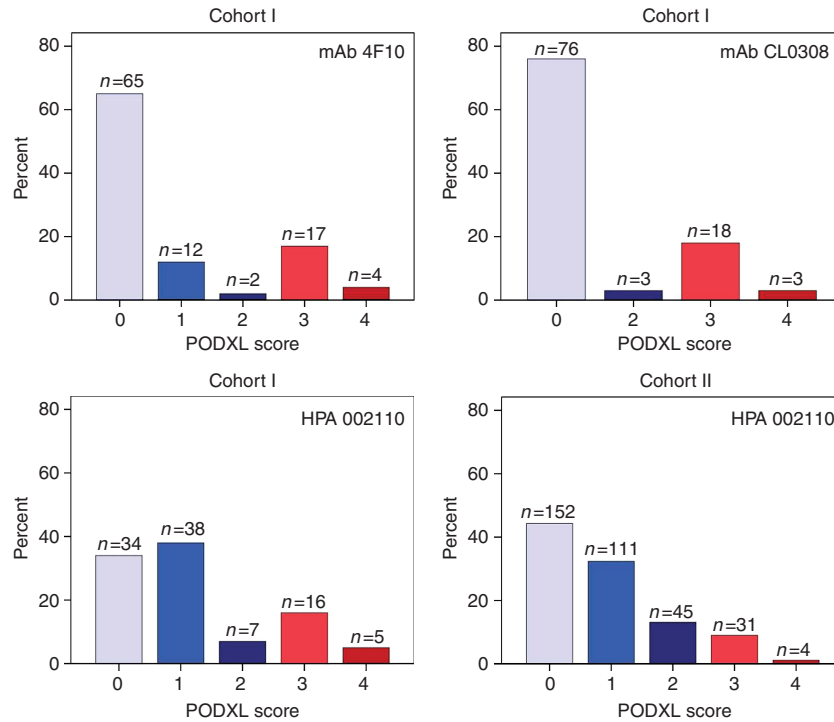 Cohort I
mAb 4F10
80
60
40
20
0
Percent
n=65
n=12
n=2
n=17
n=4
0 1 2 3 4
PODXL score
Cohort I
mAb CL0308
80
60
40
20
0
Percent
n=76
n=3
n=18
n=3
0 2 3 4
PODXL score
Cohort I
HPA 002110
80
60
40
20
0
Percent
n=34
n=38
n=7
n=16
n=5
0 1 2 3 4
PODXL score
Cohort II
HPA 002110
80
60
40
20
0
Percent
n=152
n=111
n=45
n=31
n=4
0 1 2 3 4
PODXL score